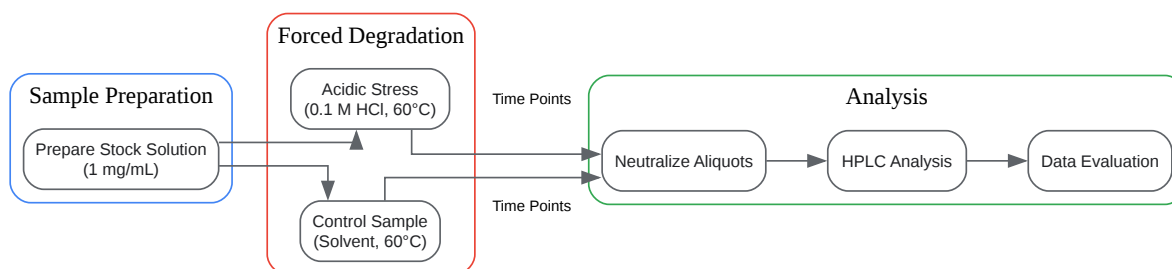 Sample Preparation
Prepare Stock Solution
(1 mg/mL)
Forced Degradation
Acidic Stress
(0.1 M HCl, 60°C)
Control Sample
(Solvent, 60°C)
Time Points
Time Points
Analysis
Neutralize Aliquots
HPLC Analysis
Data Evaluation